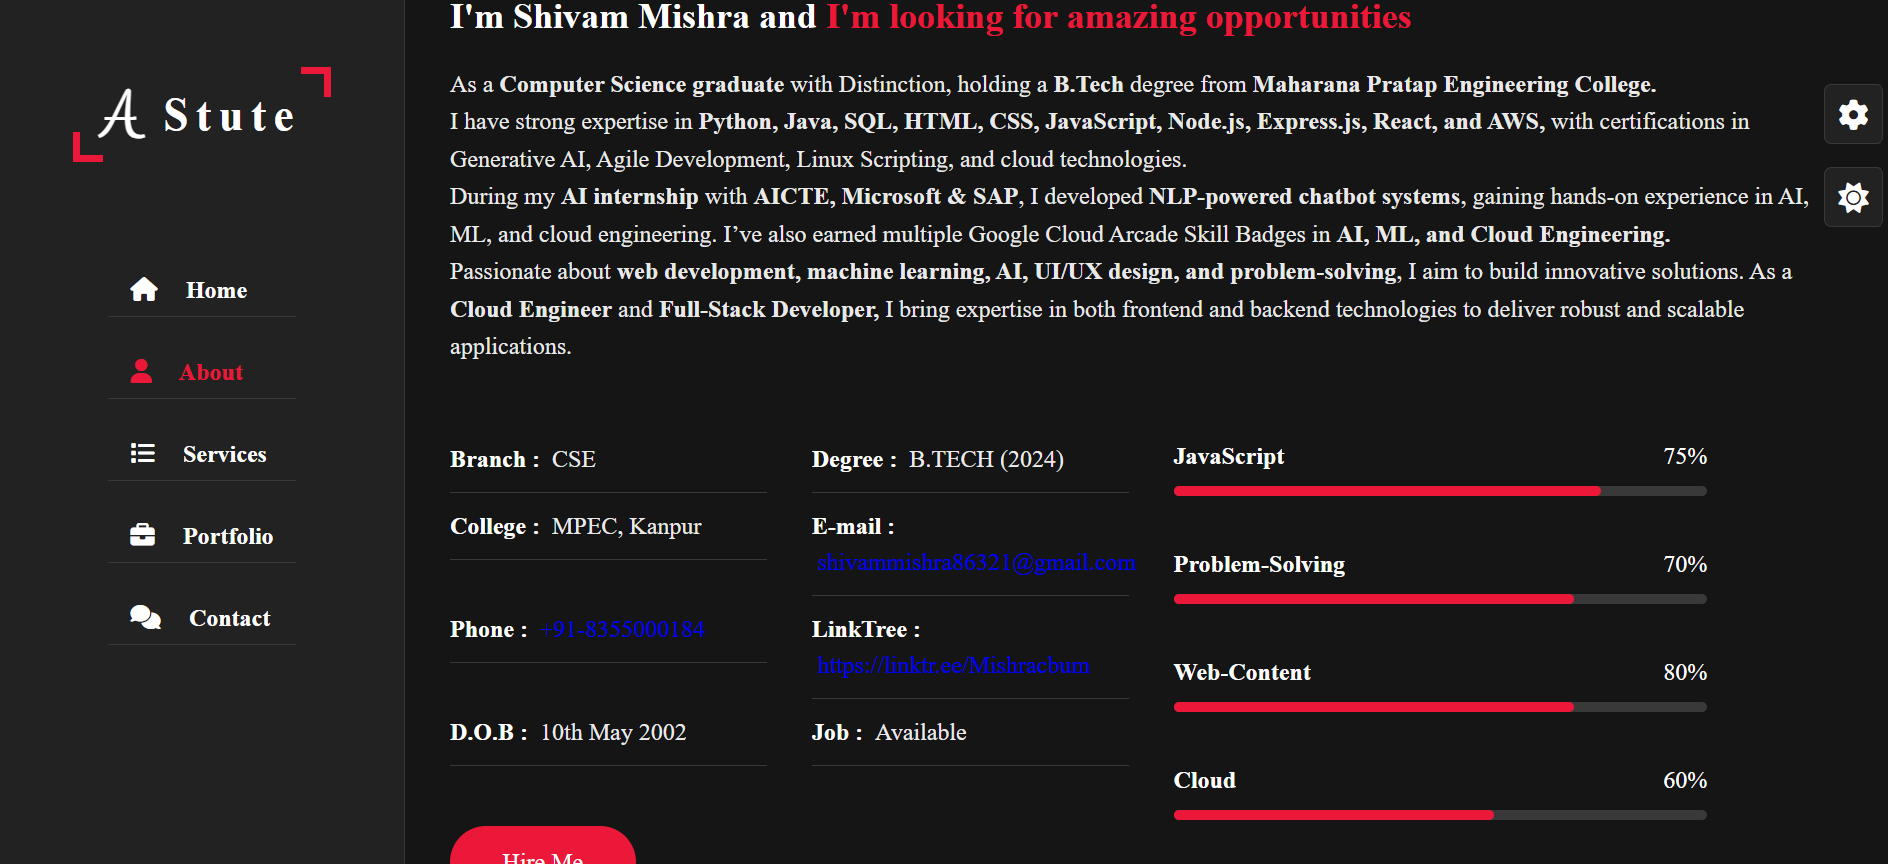 A Stute
Home
About
Services
Portfolio
Contact
I'm Shivam Mishra and I'm looking for amazing opportunities
As a Computer Science graduate with Distinction, holding a B.Tech degree from Maharana Pratap Engineering College.
I have strong expertise in Python, Java, SQL, HTML, CSS, JavaScript, Node.js, Express.js, React, and AWS, with certifications in
Generative AI, Agile Development, Linux Scripting, and cloud technologies.
During my AI internship with AICTE, Microsoft & SAP, I developed NLP-powered chatbot systems, gaining hands-on experience in AI,
ML, and cloud engineering. I’ve also earned multiple Google Cloud Arcade Skill Badges in AI, ML, and Cloud Engineering.
Passionate about web development, machine learning, AI, UI/UX design, and problem-solving, I aim to build innovative solutions. As a
Cloud Engineer and Full-Stack Developer, I bring expertise in both frontend and backend technologies to deliver robust and scalable
applications.
Branch : CSE
College : MPEC, Kanpur
Phone : +91-8355000184
D.O.B : 10th May 2002
Degree : B.TECH (2024)
E-mail :
shivammishra86321@gmail.com
LinkTree :
https://linktr.ee/Mishracbum
Job : Available
JavaScript 75%
Problem-Solving 70%
Web-Content 80%
Cloud 60%
Hire Me